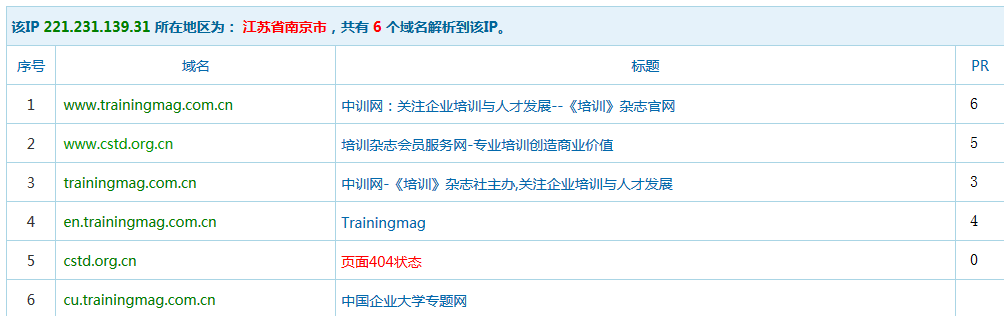 该IP 221.231.139.31 所在地区为： 江苏省南京市，共有 6 个域名解析到该IP。
序号 域名 标题 PR
1 www.trainingmag.com.cn 中训网：关注企业培训与人才发展--《培训》杂志官网 6
2 www.cstd.org.cn 培训杂志会员服务网-专业培训创造商业价值 5
3 trainingmag.com.cn 中训网-《培训》杂志社主办,关注企业培训与人才发展 3
4 en.trainingmag.com.cn Trainingmag 4
5 cstd.org.cn 页面404状态 0
6 cu.trainingmag.com.cn 中国企业大学专题网